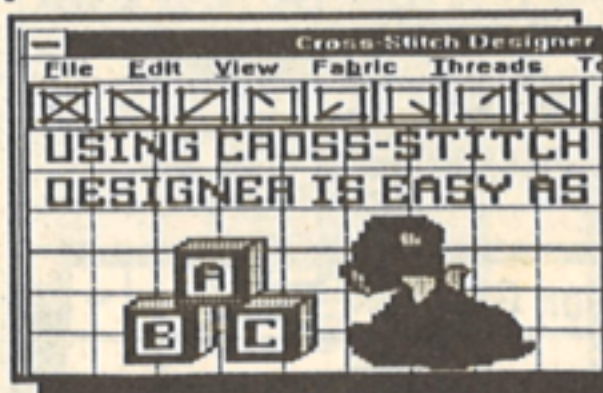 Cross-Stitch Designer
File Edit View Fabric Threads
USING CROSS-STITCH
DESIGNER IS EASY AS
A
B C